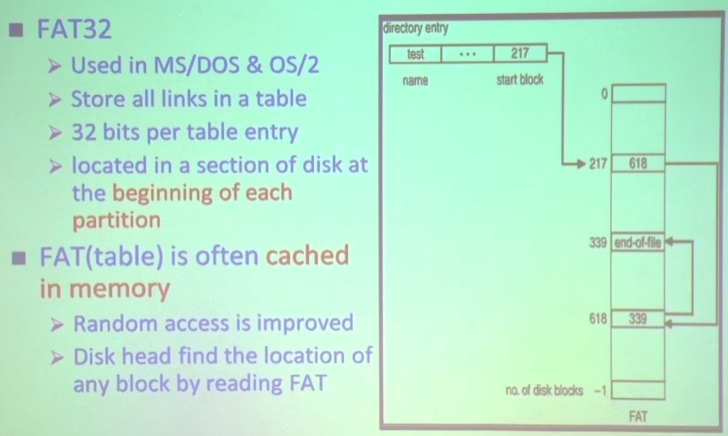 FAT32
Used in MS/DOS & OS/2
Store all links in a table
32 bits per table entry
located in a section of disk at
the beginning of each
partition
FAT(table) is often cached
in memory
Random access is improved
Disk head find the location of
any block by reading FAT
directory entry
test ... 217
name start block
0
217 618
339 end-of-file
618 339
no. of disk blocks -1
FAT